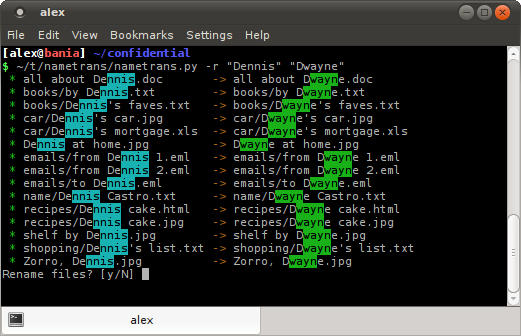 alex
File Edit View Bookmarks Settings Help
[alex@bania] ~/confidential
$ ~/t/nametrans/nametrans.py -r "Dennis" "Dwayne"
* all about Dennis.doc -> all about Dwayne.doc
* books/by Dennis.txt -> books/by Dwayne.txt
* books/Dennis's faves.txt -> books/Dwayne's faves.txt
* car/Dennis's car.jpg -> car/Dwayne's car.jpg
* car/Dennis's mortgage.xls -> car/Dwayne's mortgage.xls
* Dennis at home.jpg -> Dwayne at home.jpg
* emails/from Dennis 1.eml -> emails/from Dwayne 1.eml
* emails/from Dennis 2.eml -> emails/from Dwayne 2.eml
* emails/to Dennis.eml -> emails/to Dwayne.eml
* name/Dennis Castro.txt -> name/Dwayne Castro.txt
* recipes/Dennis cake.html -> recipes/Dwayne cake.html
* recipes/Dennis cake.jpg -> recipes/Dwayne cake.jpg
* shelf by Dennis.jpg -> shelf by Dwayne.jpg
* shopping/Dennis's list.txt -> shopping/Dwayne's list.txt
* Zorro, Dennis.jpg -> Zorro, Dwayne.jpg
Rename files? [y/N]
alex